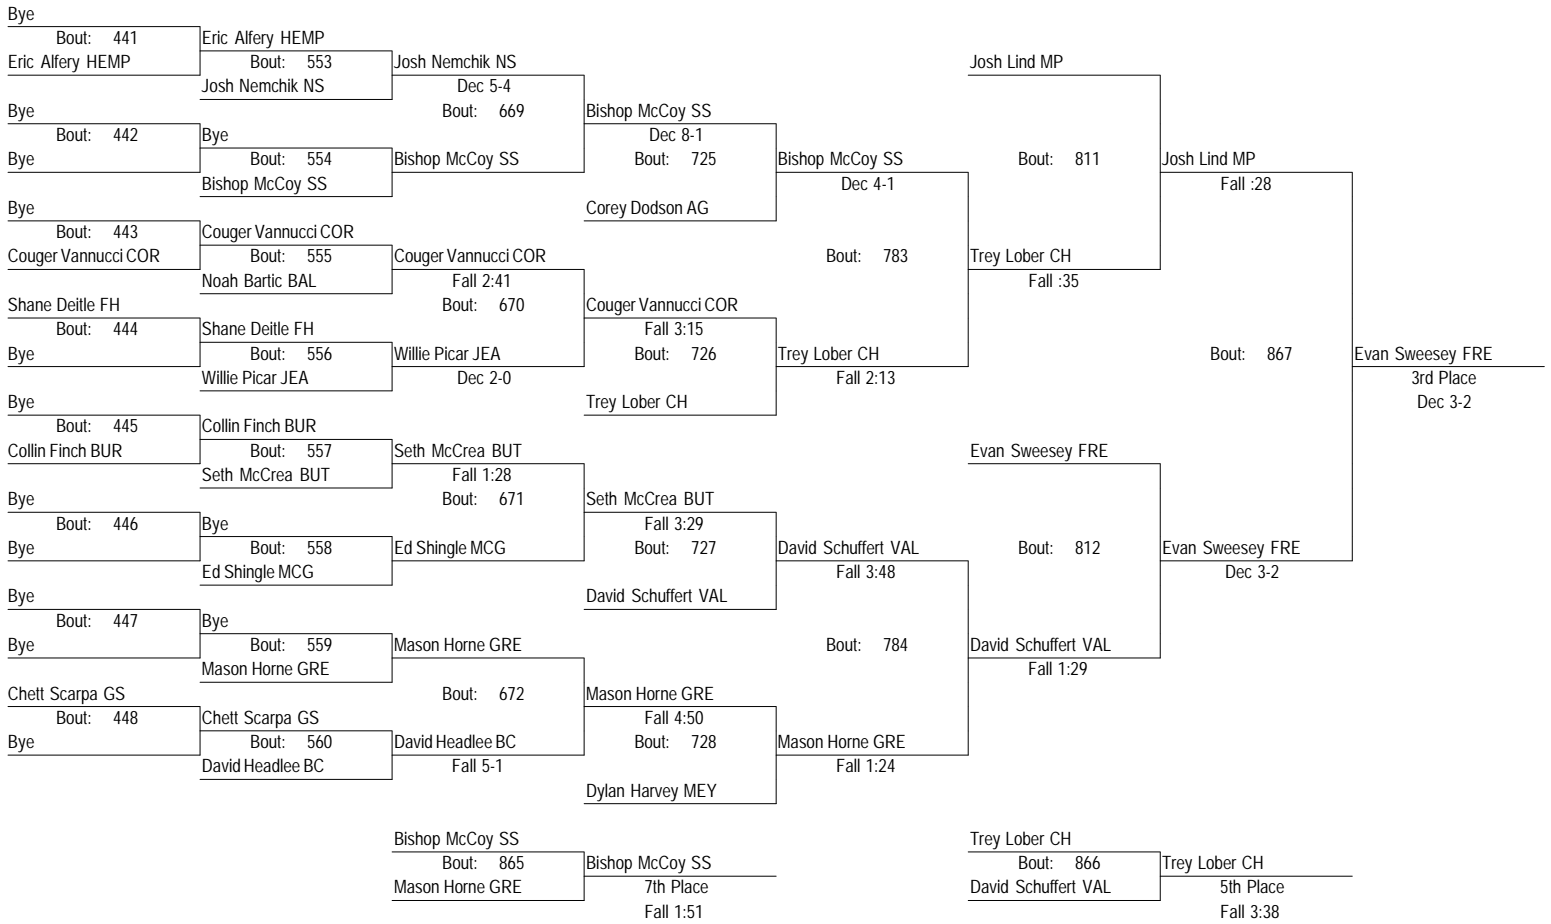 Bye
Bout: 441
Eric Alfery HEMP
Eric Alfery HEMP
Bout: 553
Josh Nemchik NS
Josh Nemchik NS
Dec 5-4
Bout: 669
Bye
Bout: 442
Bye
Bye
Bout: 554
Bishop McCoy SS
Bishop McCoy SS
Bishop McCoy SS
Dec 8-1
Bout: 725
Corey Dodson AG
Bishop McCoy SS
Dec 4-1
Bout: 783
Bye
Bout: 443
Couger Vannucci COR
Couger Vannucci COR
Bout: 555
Noah Bartic BAL
Couger Vannucci COR
Fall 2:41
Bout: 670
Shane Deitle FH
Bout: 444
Bye
Shane Deitle FH
Bout: 556
Willie Picar JEA
Willie Picar JEA
Dec 2-0
Couger Vannucci COR
Fall 3:15
Bout: 726
Trey Lober CH
Trey Lober CH
Fall 2:13
Josh Lind MP
Bout: 811
Trey Lober CH
Fall :35
Josh Lind MP
Fall :28
Bout: 867
Evan Sweesey FRE
3rd Place
Dec 3-2
Bye
Bout: 445
Collin Finch BUR
Collin Finch BUR
Bout: 557
Seth McCrea BUT
Seth McCrea BUT
Fall 1:28
Bout: 671
Bye
Bout: 446
Bye
Bye
Bout: 558
Ed Shingle MCG
Ed Shingle MCG
Seth McCrea BUT
Fall 3:29
Bout: 727
David Schuffert VAL
David Schuffert VAL
Fall 3:48
Bout: 784
Evan Sweesey FRE
Bout: 812
David Schuffert VAL
Fall 1:29
Evan Sweesey FRE
Dec 3-2
Bye
Bout: 447
Bye
Bye
Bout: 559
Mason Horne GRE
Mason Horne GRE
Bout: 672
Chett Scarpa GS
Bout: 448
Bye
Chett Scarpa GS
Bout: 560
David Headlee BC
David Headlee BC
Fall 5-1
Mason Horne GRE
Fall 4:50
Bout: 728
Dylan Harvey MEY
Mason Horne GRE
Fall 1:24
Bishop McCoy SS
Bout: 865
Mason Horne GRE
Bishop McCoy SS
7th Place
Fall 1:51
Trey Lober CH
Bout: 866
David Schuffert VAL
Trey Lober CH
5th Place
Fall 3:38